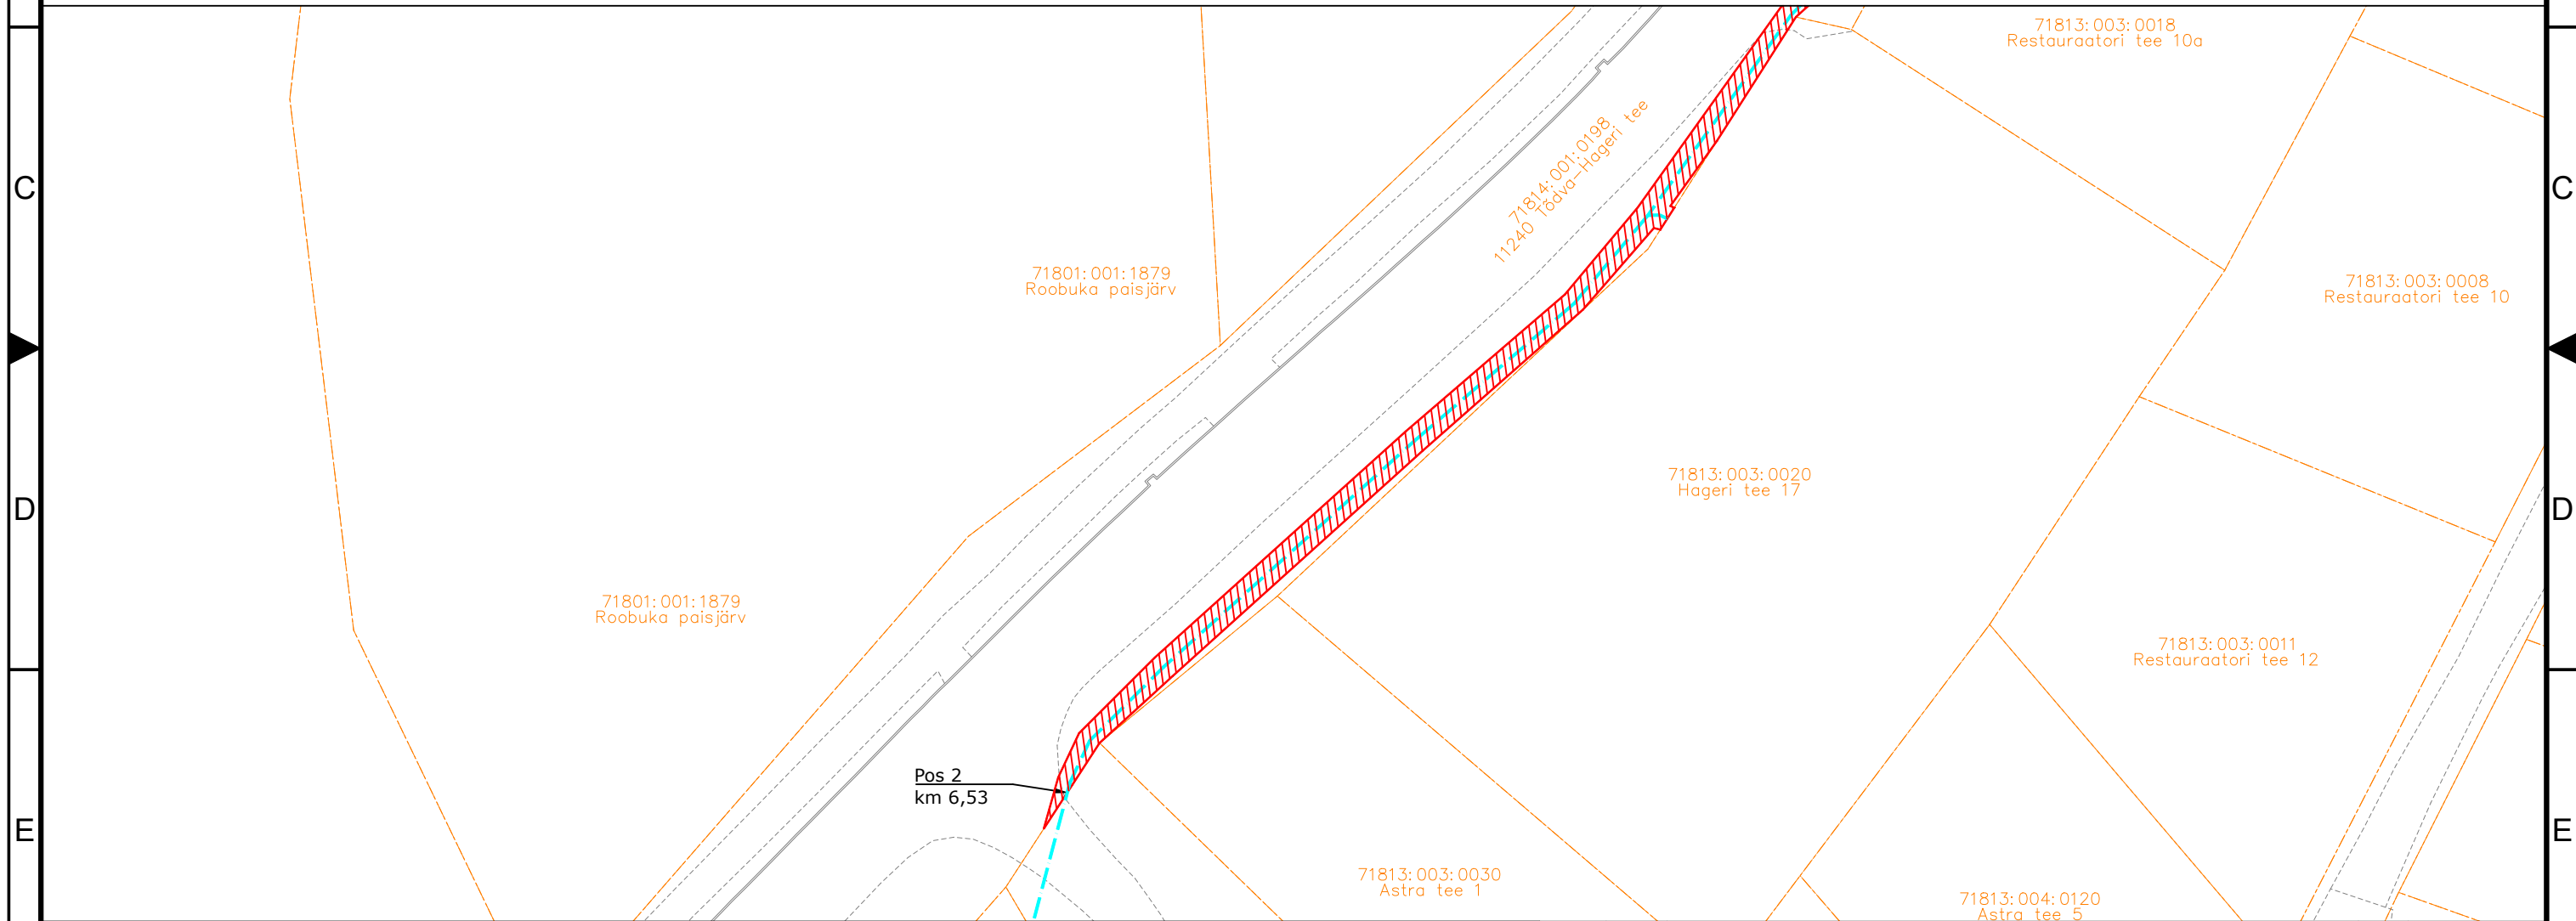 71813:003:0018
Restauraatori tee 10a
C
C
71814:001:0198
11240 Tõdva-Hageri tee
71801:001:1879
Roobuka paisjärv
71813:003:0008
Restauraatori tee 10
71813:003:0020
Hageri tee 17
D
D
71801:001:1879
Roobuka paisjärv
71813:003:0011
Restauraatori tee 12
Pos 2
km 6,53
E
E
71813:003:0030
Astra tee 1
71813:004:0120
Astra tee 5